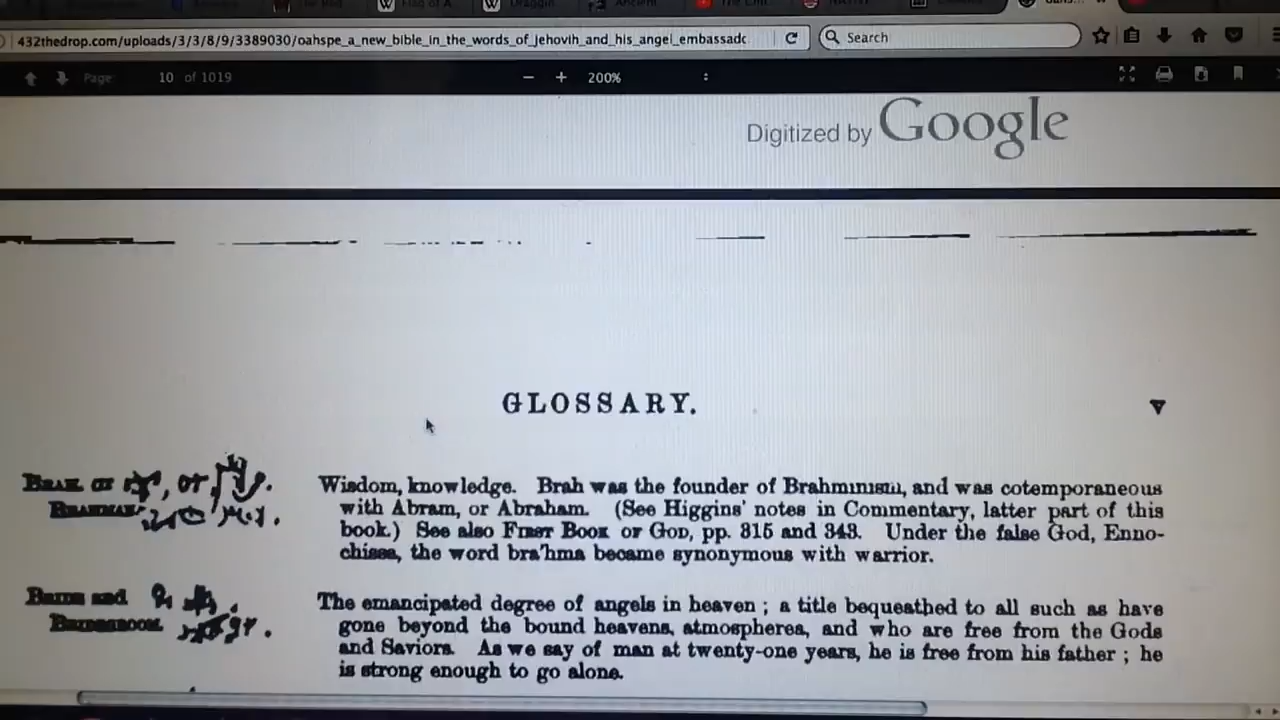 432thedrop.com/uploads/3/3/8/9/3389030/oahspe_a_new_bible_in_the_words_of_jehovih_and_his_angel_embassadc
Search
Page 10 of 1019
200%
Digitized by Google
GLOSSARY.
BRAH or
or
BRAHMAN.
Wisdom, knowledge. Brah was the founder of Brahminism, and was cotemporaneous
with Abram, or Abraham. (See Higgins' notes in Commentary, latter part of this
book.) See also FIRST BOOK OF GOD, pp. 315 and 343. Under the false God, Enno-
chissa, the word bra'hma became synonymous with warrior.
BRIDE and
BRIDEGROOM.
The emancipated degree of angels in heaven ; a title bequeathed to all such as have
gone beyond the bound heavens, atmospherea, and who are free from the Gods
and Saviors. As we say of man at twenty-one years, he is free from his father ; he
is strong enough to go alone.